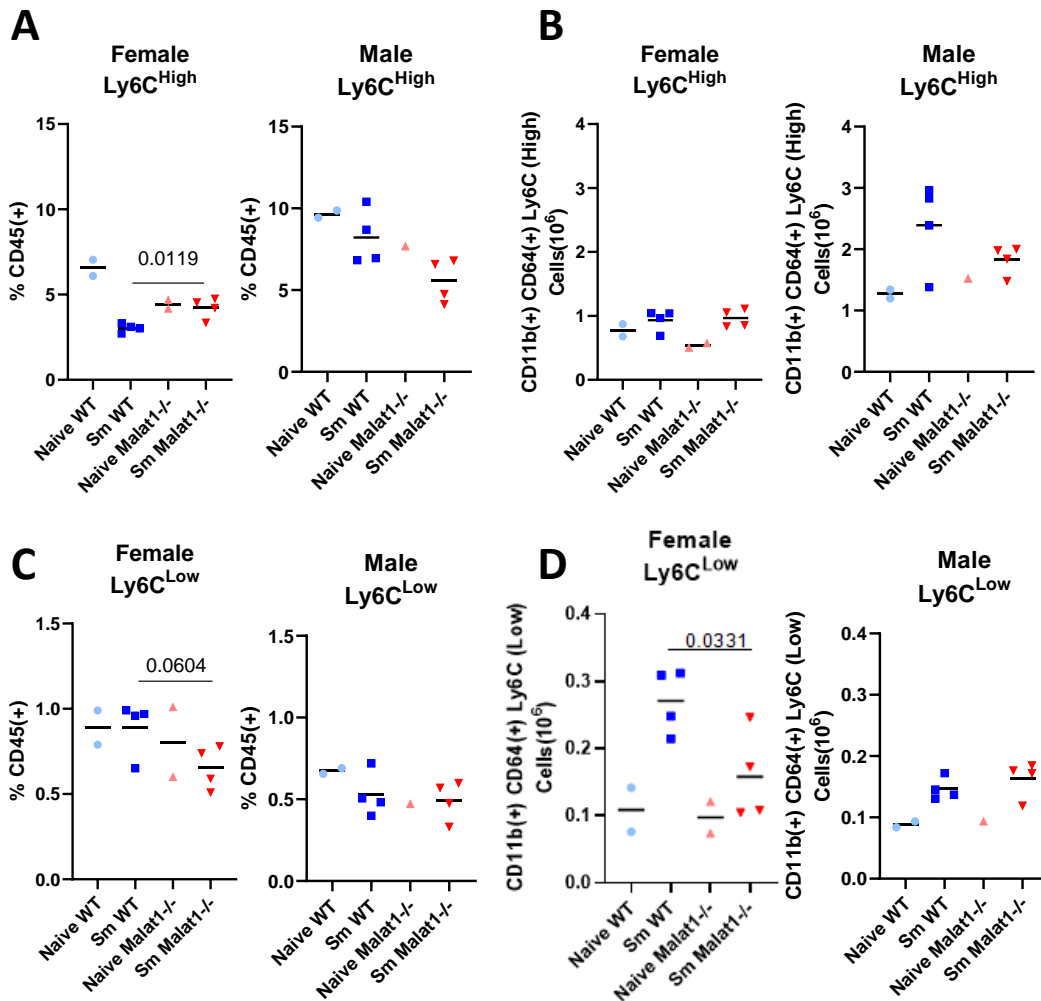 A
Female
Ly6C^High
% CD45(+)
15
10
5
0
0.0119
Naive WT
Sm WT
Naive Malat1-/-
Sm Malat1-/-
Male
Ly6C^High
% CD45(+)
15
10
5
0
Naive WT
Sm WT
Naive Malat1-/-
Sm Malat1-/-
B
Female
Ly6C^High
CD11b(+) CD64(+) Ly6C (High)
Cells(10^6)
4
3
2
1
0
Naive WT
Sm WT
Naive Malat1-/-
Sm Malat1-/-
Male
Ly6C^High
CD11b(+) CD64(+) Ly6C (High)
Cells(10^6)
4
3
2
1
0
Naive WT
Sm WT
Naive Malat1-/-
Sm Malat1-/-
C
Female
Ly6C^Low
% CD45(+)
1.5
1.0
0.5
0.0
0.0604
Naive WT
Sm WT
Naive Malat1-/-
Sm Malat1-/-
Male
Ly6C^Low
% CD45(+)
1.5
1.0
0.5
0.0
Naive WT
Sm WT
Naive Malat1-/-
Sm Malat1-/-
D
Female
Ly6C^Low
CD11b(+) CD64(+) Ly6C (Low)
Cells(10^6)
0.4
0.3
0.2
0.1
0.0
0.0331
Naive WT
Sm WT
Naive Malat1-/-
Sm Malat1-/-
Male
Ly6C^Low
CD11b(+) CD64(+) Ly6C (Low)
Cells(10^6)
0.4
0.3
0.2
0.1
0.0
Naive WT
Sm WT
Naive Malat1-/-
Sm Malat1-/-